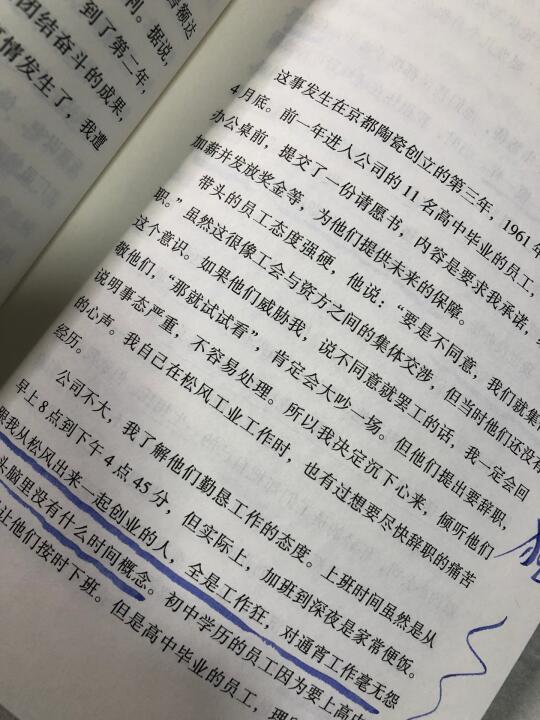 额达
利。据说，
到了第二年，
团结奋斗的成果，
事情发生了，我遭
这事发生在京都陶瓷创立的第三年，1961年
4月底。前一年进入公司的11名高中毕业的员工，
办公桌前，提交了一份请愿书，内容是要求我承诺，
加薪并发放奖金等，为他们提供未来的保障。
带头的员工态度强硬，他说：“要是不同意，我们就集体
职。”虽然这很像工会与资方之间的集体交涉，但当时他们还没有
这个意识。如果他们威胁我，说不同意就罢工的话，我一定会回
敬他们，“那就试试看”，肯定会大吵一场。但他们提出要辞职，
说明事态严重，不容易处理。所以我决定沉下心来，倾听他们
的心声。我自己在松风工业工作时，也有过想要尽快辞职的痛苦
经历。
公司不大，我了解他们勤恳工作的态度。上班时间虽然是从
早上8点到下午4点45分，但实际上，加班到深夜是家常便饭。
跟我从松风出来一起创业的人，全是工作狂，对通宵工作毫无怨
头脑里没有什么时间概念。初中学历的员工因为要上高中
让他们按时下班。但是高中毕业的员工，理